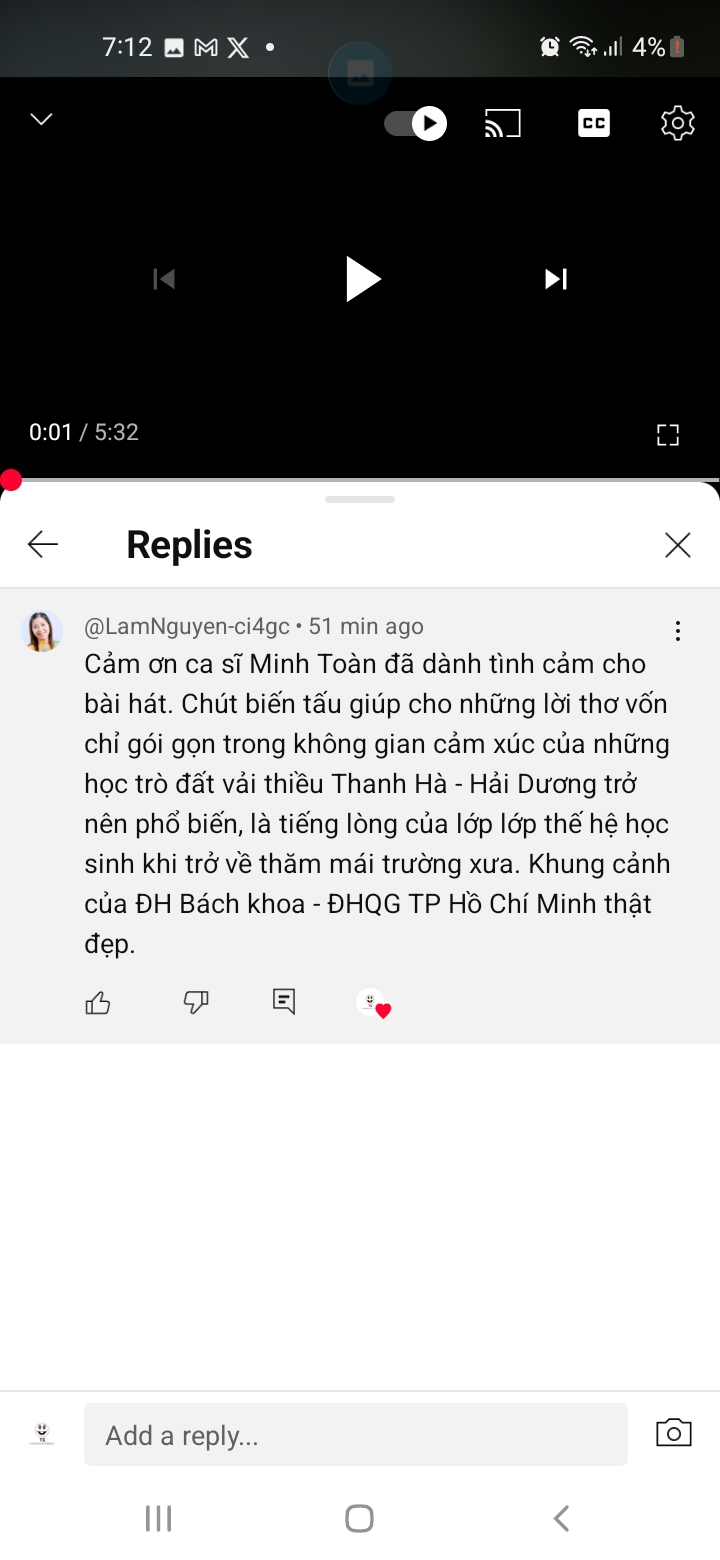 7:12
4%
CC
0:01 / 5:32
Replies
@LamNguyen-ci4gc • 51 min ago
Cảm ơn ca sĩ Minh Toàn đã dành tình cảm cho
bài hát. Chút biến tấu giúp cho những lời thơ vốn
chỉ gói gọn trong không gian cảm xúc của những
học trò đất vải thiều Thanh Hà - Hải Dương trở
nên phổ biến, là tiếng lòng của lớp lớp thế hệ học
sinh khi trở về thăm mái trường xưa. Khung cảnh
của ĐH Bách khoa - ĐHQG TP Hồ Chí Minh thật
đẹp.
Add a reply...